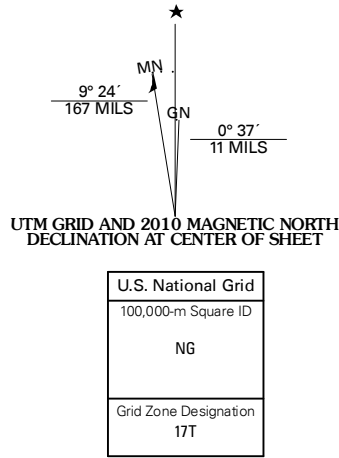 MN
9° 24´
167 MILS
GN
0° 37´
11 MILS
UTM GRID AND 2010 MAGNETIC NORTH
DECLINATION AT CENTER OF SHEET
U.S. National Grid
100,000-m Square ID
NG
Grid Zone Designation
17T